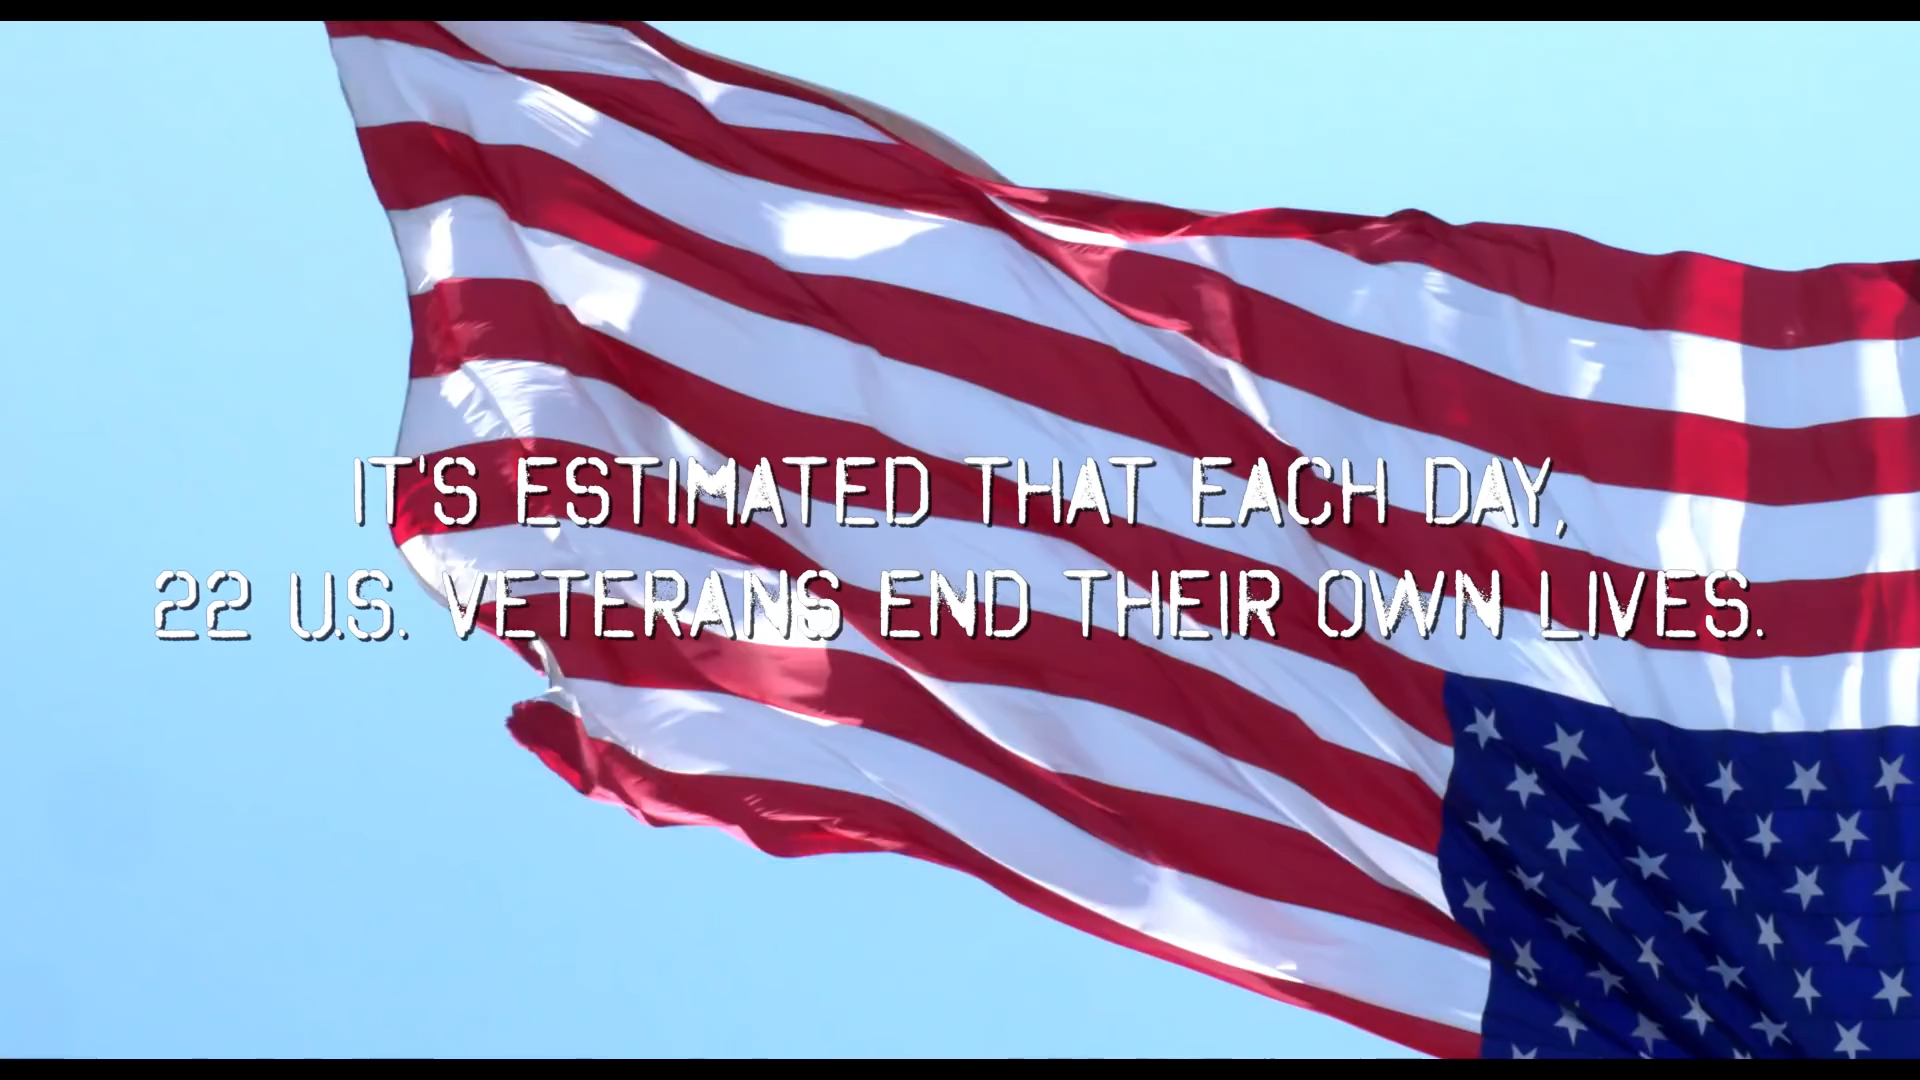 IT'S ESTIMATED THAT EACH DAY,
22 U.S. VETERANS END THEIR OWN LIVES.